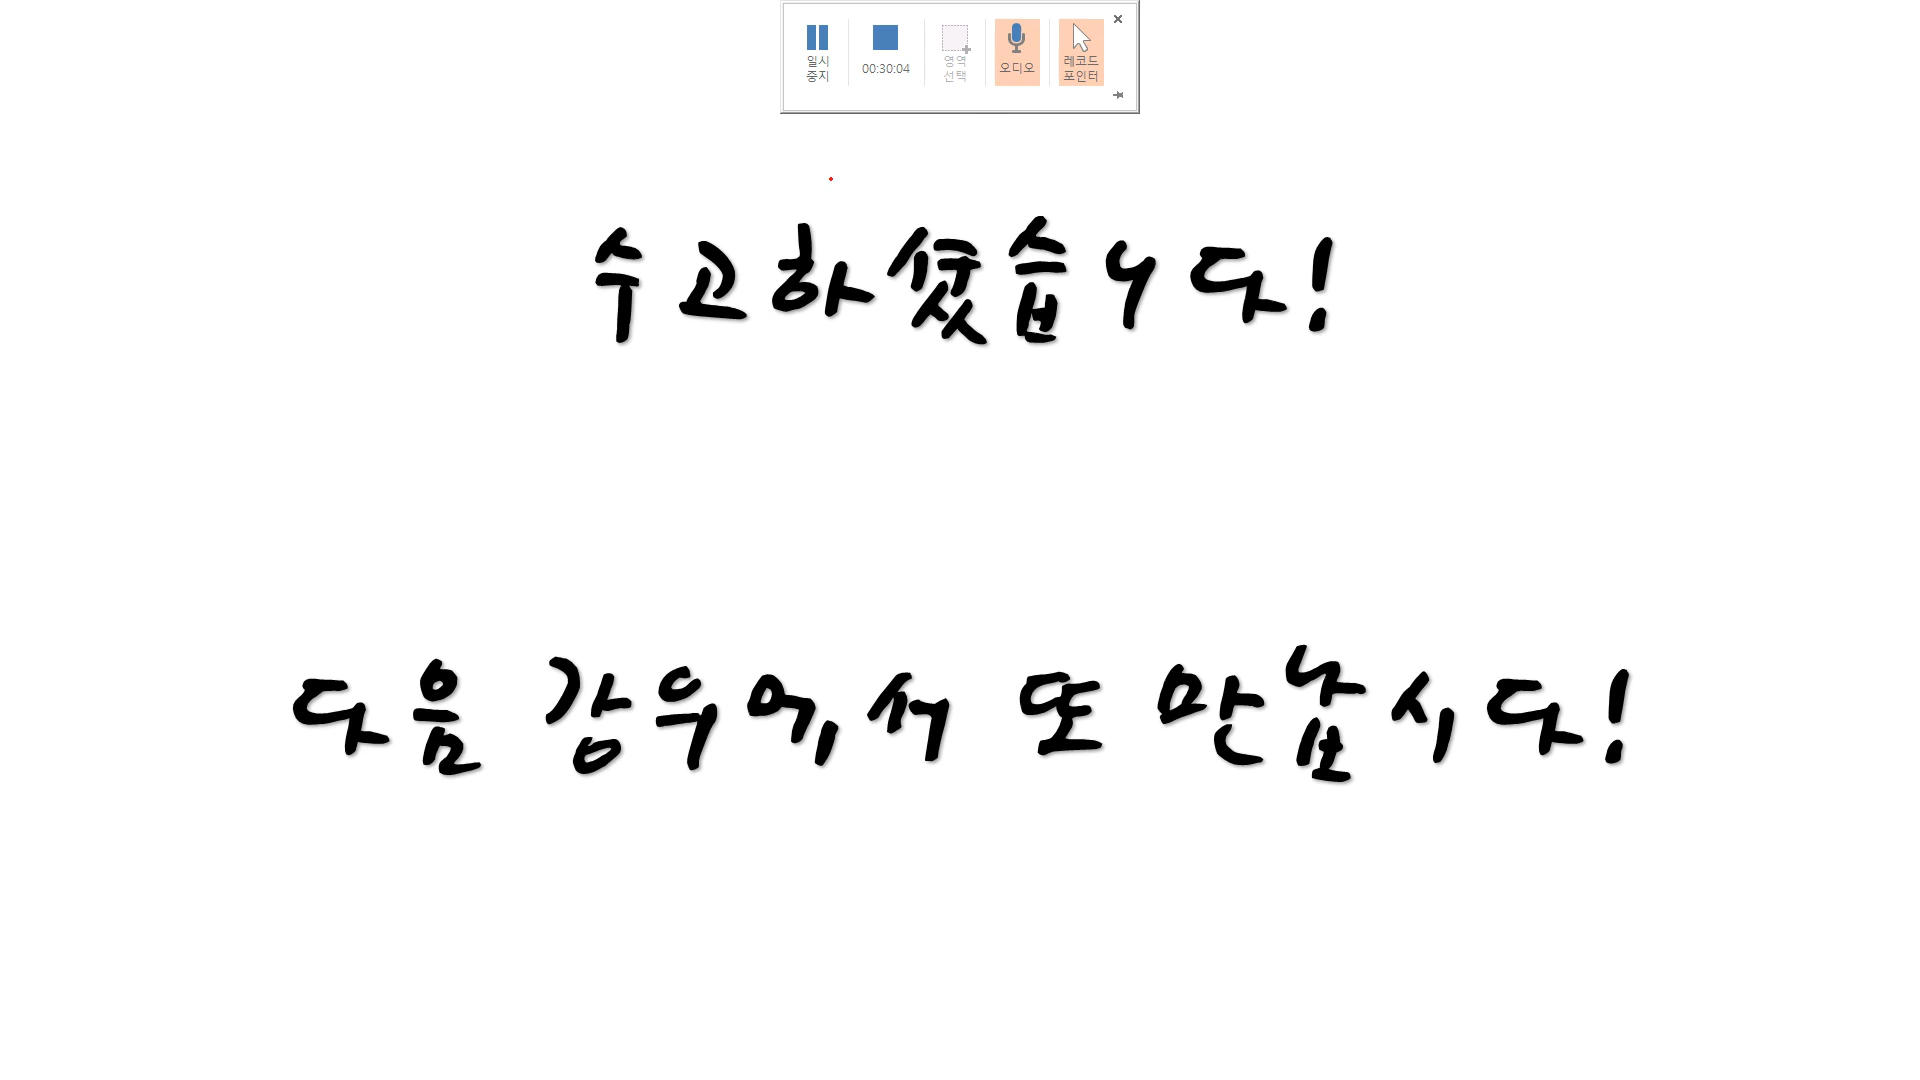 일시 중지
00:30:04
영역 선택
오디오
레코드 포인터
수고하셨습니다!
다음 강의에서 또 만납시다!